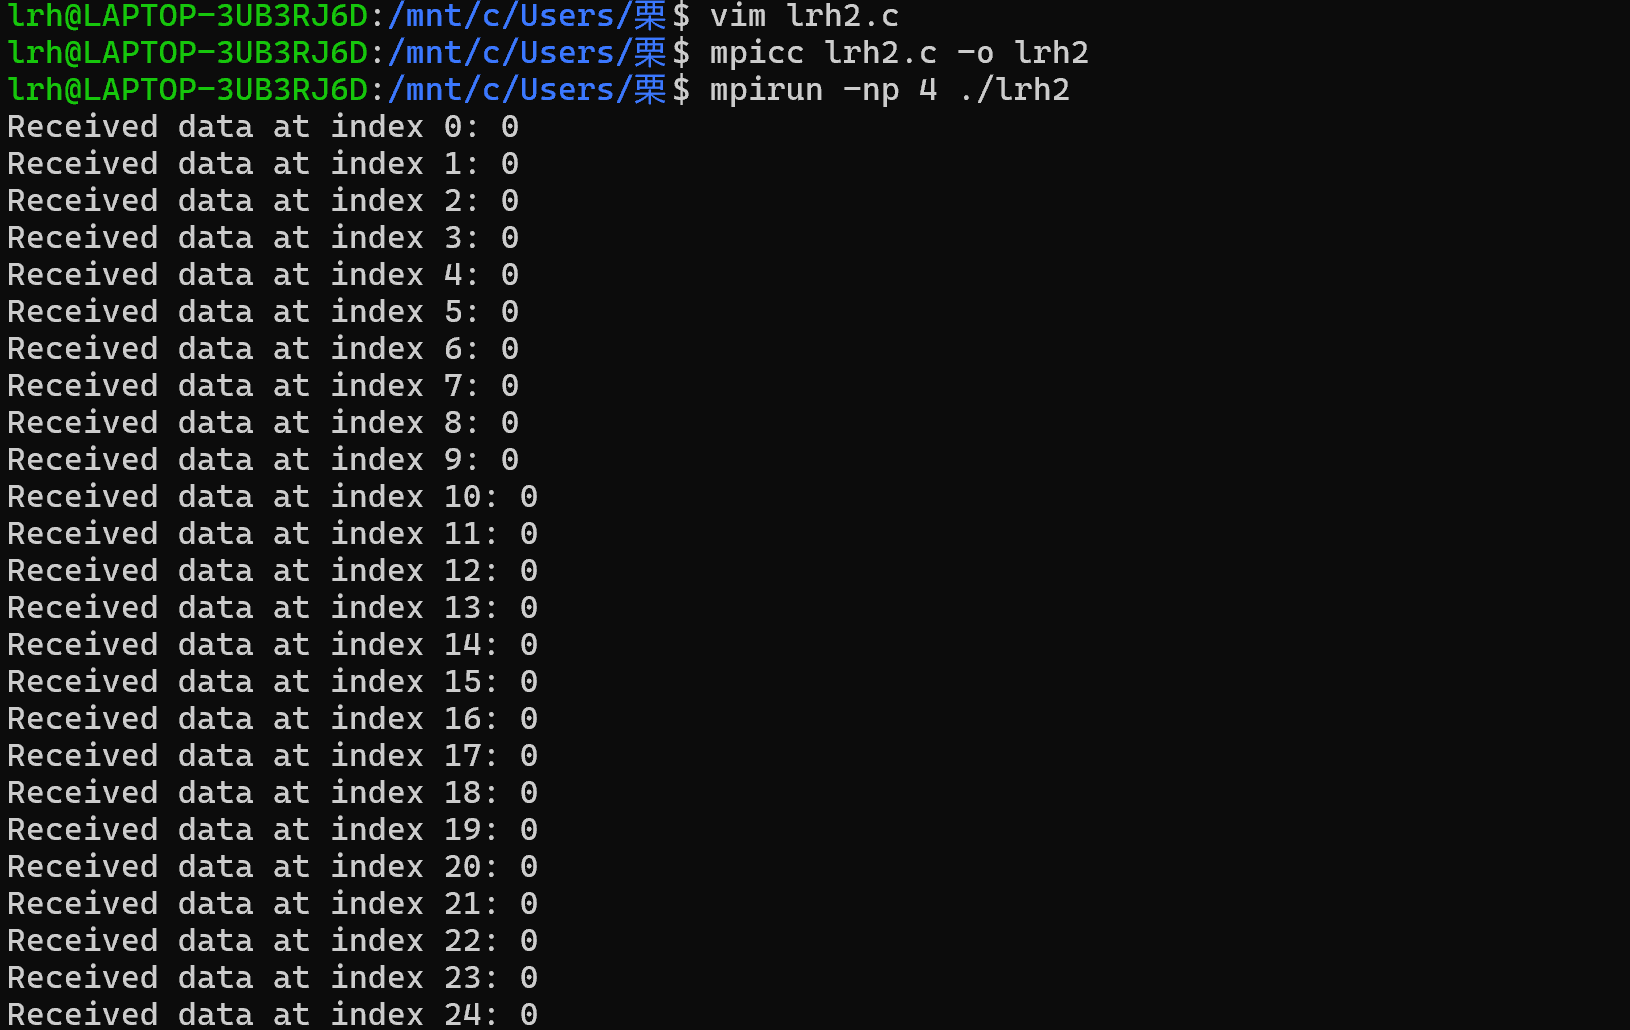 lrh@LAPTOP-3UB3RJ6D:/mnt/c/Users/栗$ vim lrh2.c
lrh@LAPTOP-3UB3RJ6D:/mnt/c/Users/栗$ mpicc lrh2.c -o lrh2
lrh@LAPTOP-3UB3RJ6D:/mnt/c/Users/栗$ mpirun -np 4 ./lrh2
Received data at index 0: 0
Received data at index 1: 0
Received data at index 2: 0
Received data at index 3: 0
Received data at index 4: 0
Received data at index 5: 0
Received data at index 6: 0
Received data at index 7: 0
Received data at index 8: 0
Received data at index 9: 0
Received data at index 10: 0
Received data at index 11: 0
Received data at index 12: 0
Received data at index 13: 0
Received data at index 14: 0
Received data at index 15: 0
Received data at index 16: 0
Received data at index 17: 0
Received data at index 18: 0
Received data at index 19: 0
Received data at index 20: 0
Received data at index 21: 0
Received data at index 22: 0
Received data at index 23: 0
Received data at index 24: 0